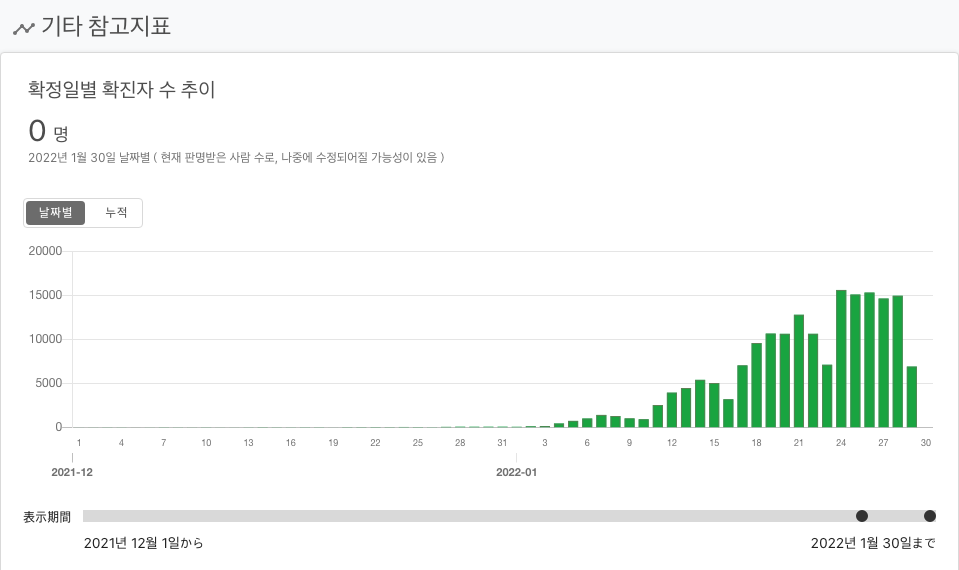 기타 참고지표
확정일별 확진자 수 추이
0 명
2022년 1월 30일 날짜별 ( 현재 판명받은 사람 수로, 나중에 수정되어질 가능성이 있음 )
날짜별 누적
20000
15000
10000
5000
0
1 4 7 10 13 16 19 22 25 28 31 3 6 9 12 15 18 21 24 27 30
2021-12 2022-01
表示期間
2021년 12월 1일から 2022년 1월 30일まで